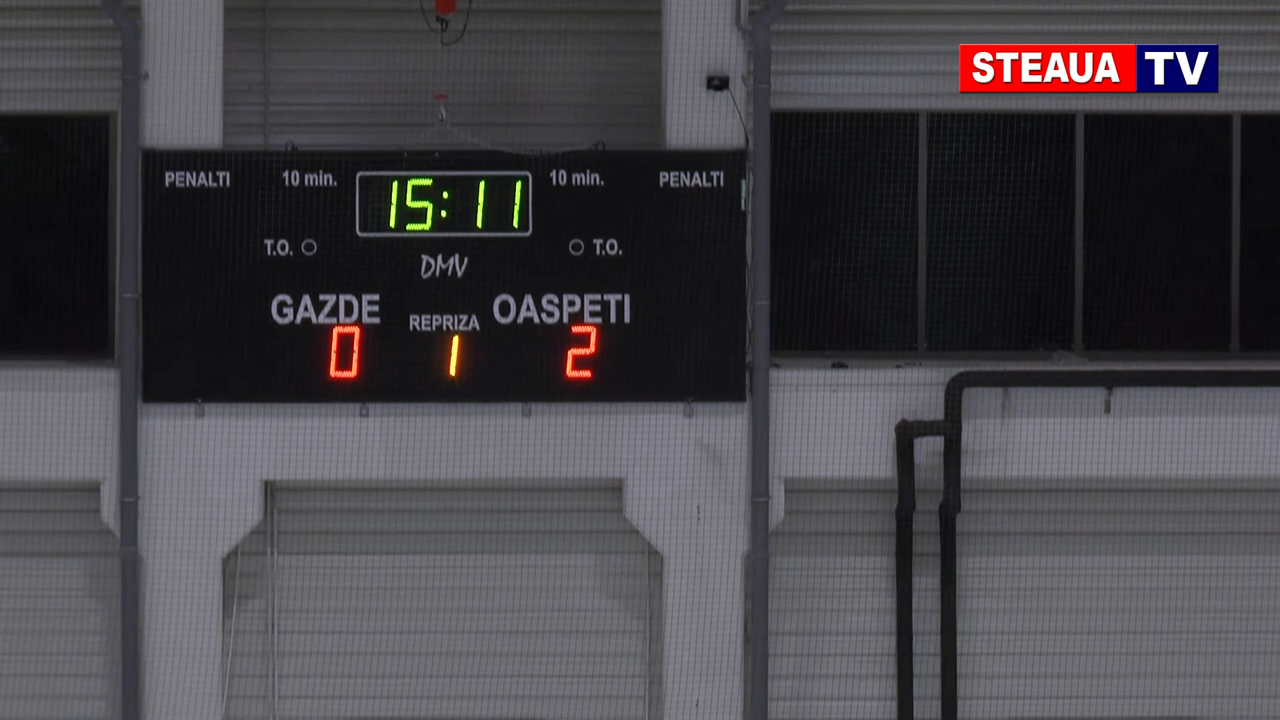 STEAUA TV
PENALTI 10 min. 15:11 10 min. PENALTI
T.O. T.O.
DMV
GAZDE REPRIZA OASPETI
0 1 2